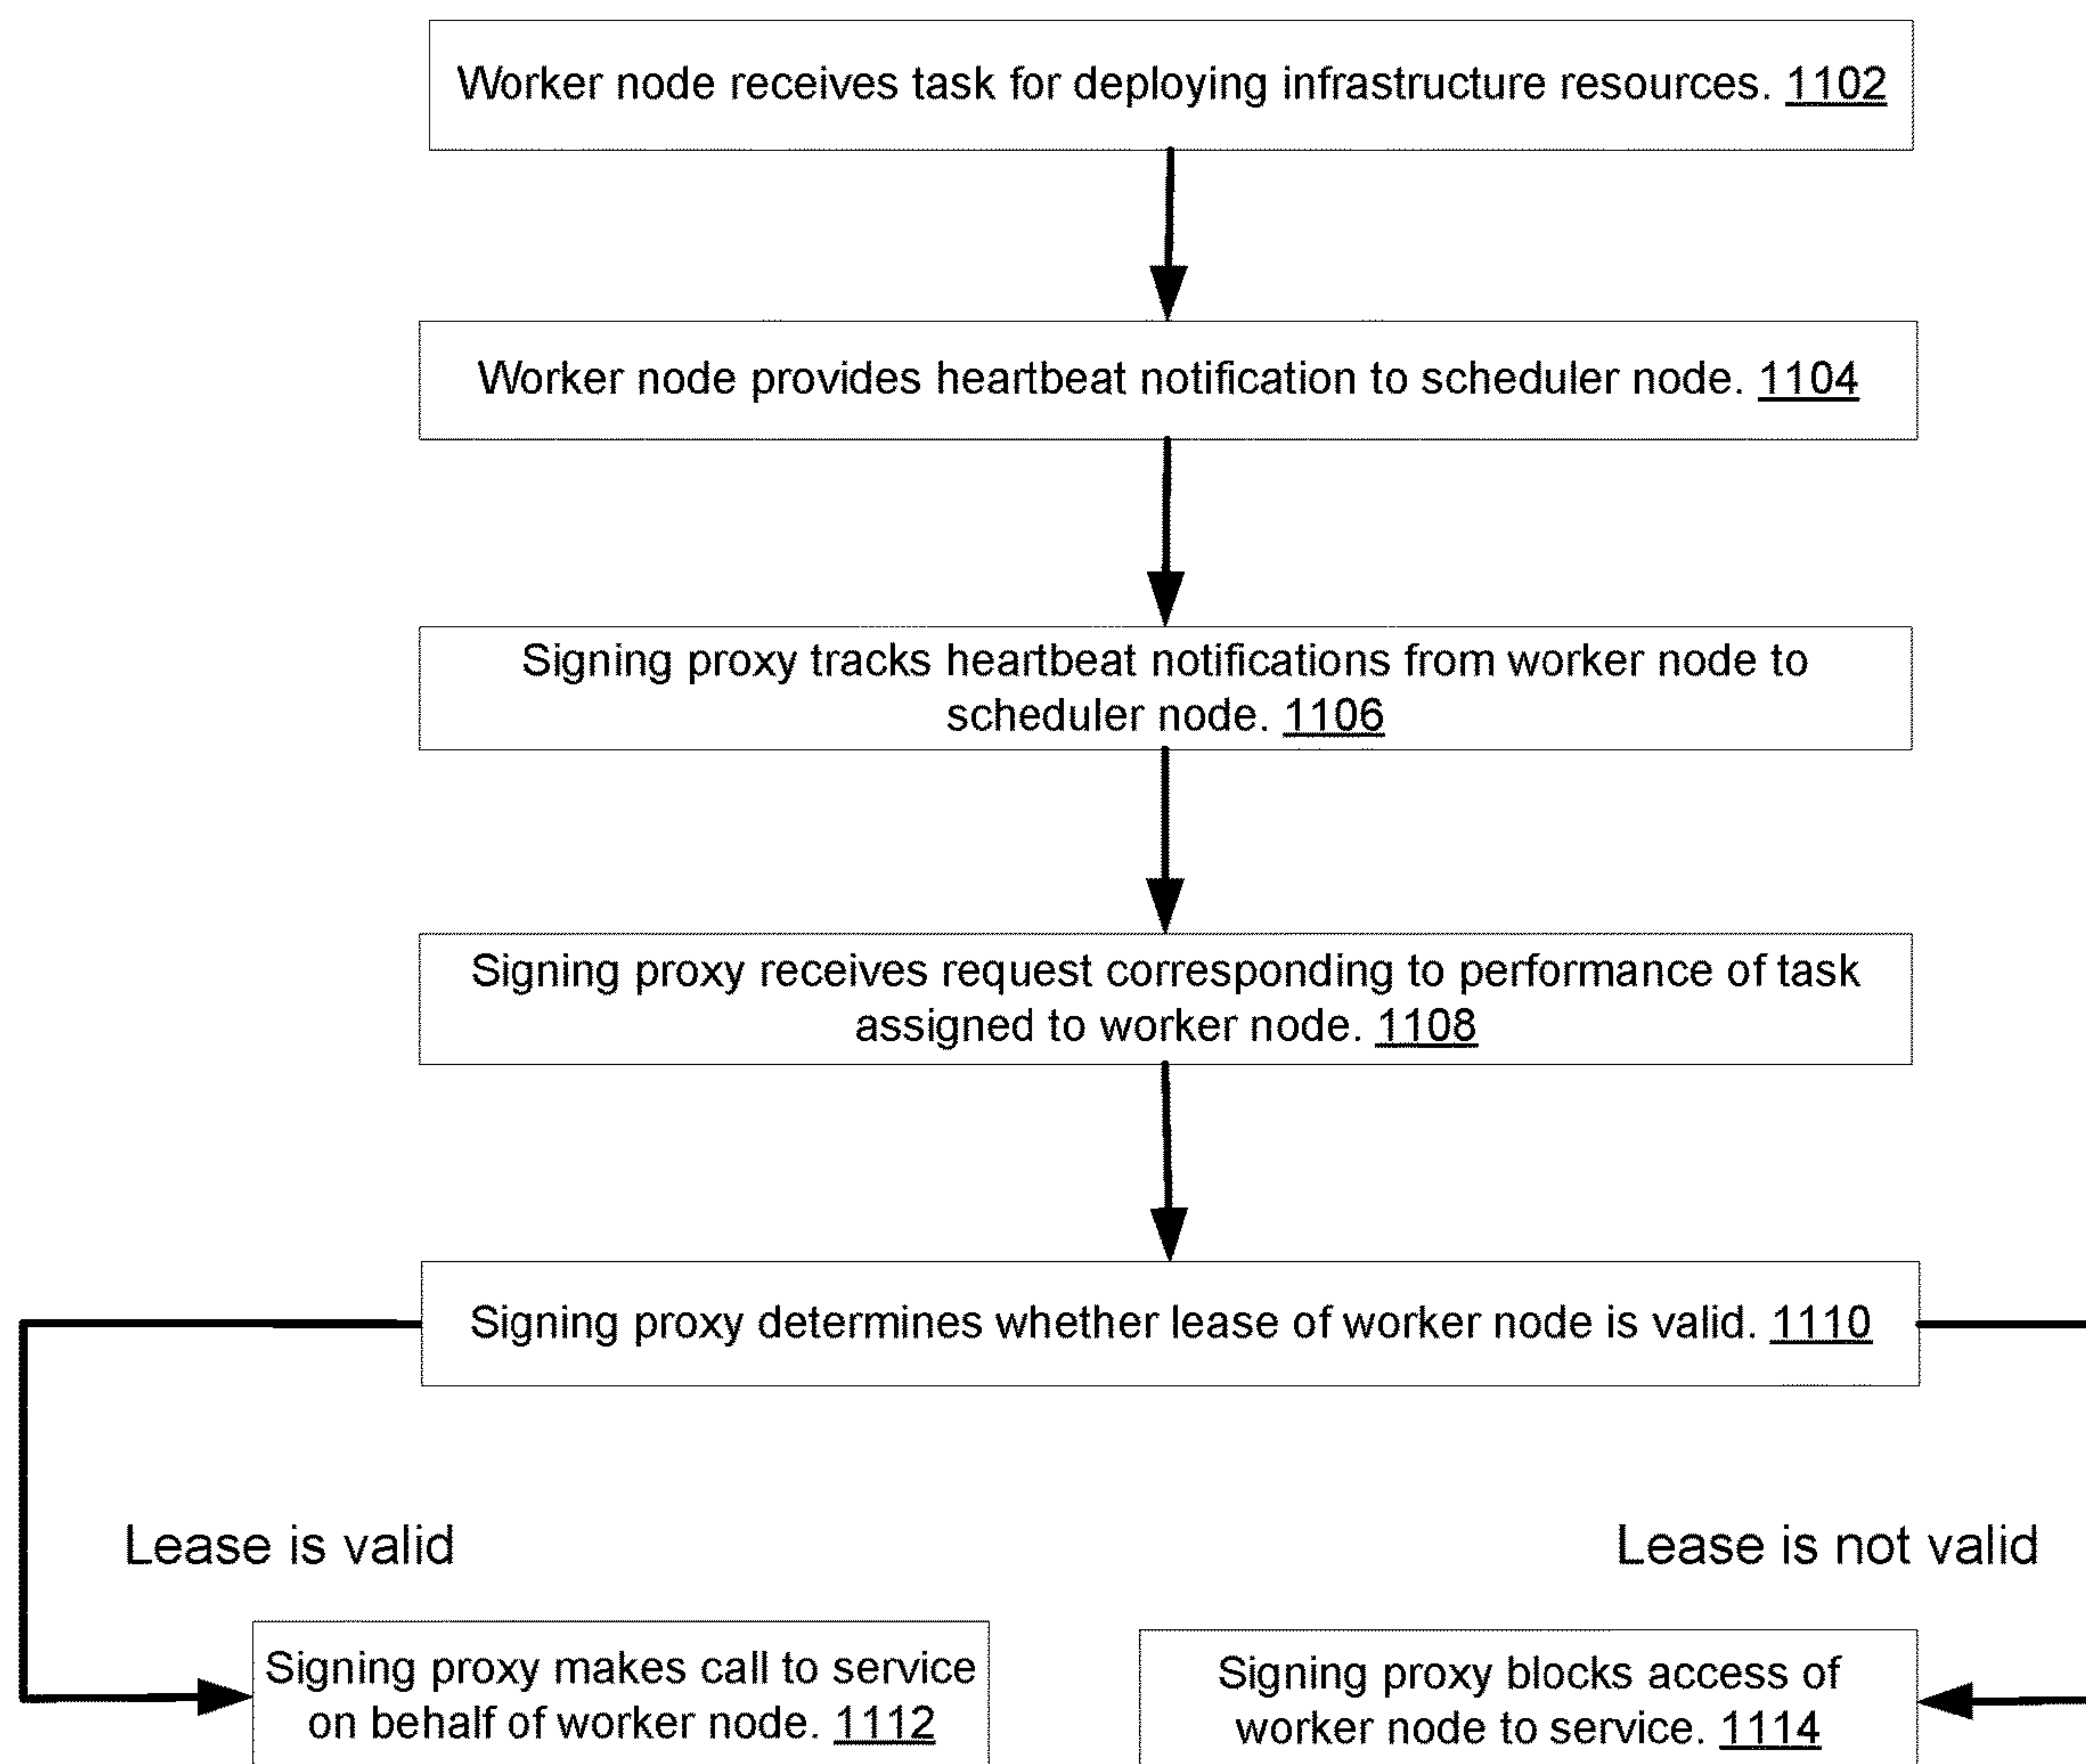 Worker node receives task for deploying infrastructure resources. 1102
Worker node provides heartbeat notification to scheduler node. 1104
Signing proxy tracks heartbeat notifications from worker node to
scheduler node. 1106
Signing proxy receives request corresponding to performance of task
assigned to worker node. 1108
Signing proxy determines whether lease of worker node is valid. 1110
Lease is valid
Lease is not valid
Signing proxy makes call to service
on behalf of worker node. 1112
Signing proxy blocks access of
worker node to service. 1114